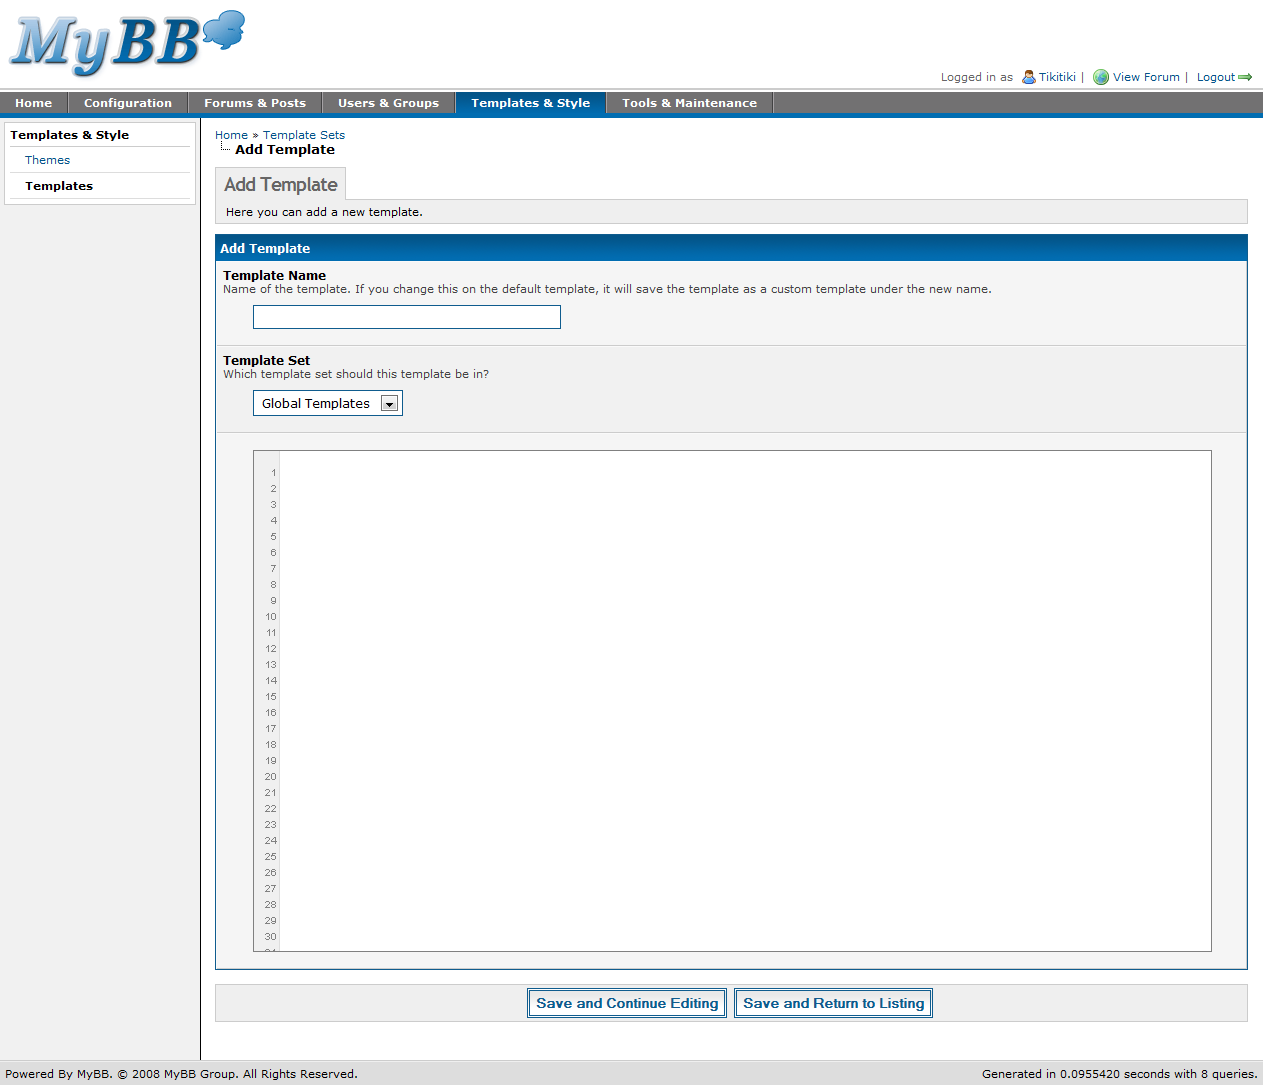 MyBB
Logged in as Tikitiki | View Forum | Logout
Home Configuration Forums & Posts Users & Groups Templates & Style Tools & Maintenance
Templates & Style
Themes
Templates
Home » Template Sets
Add Template
Add Template
Here you can add a new template.
Add Template
Template Name
Name of the template. If you change this on the default template, it will save the template as a custom template under the new name.
Template Set
Which template set should this template be in?
Global Templates
1
2
3
4
5
6
7
8
9
10
11
12
13
14
15
16
17
18
19
20
21
22
23
24
25
26
27
28
29
30
Save and Continue Editing Save and Return to Listing
Powered By MyBB. © 2008 MyBB Group. All Rights Reserved. Generated in 0.0955420 seconds with 8 queries.